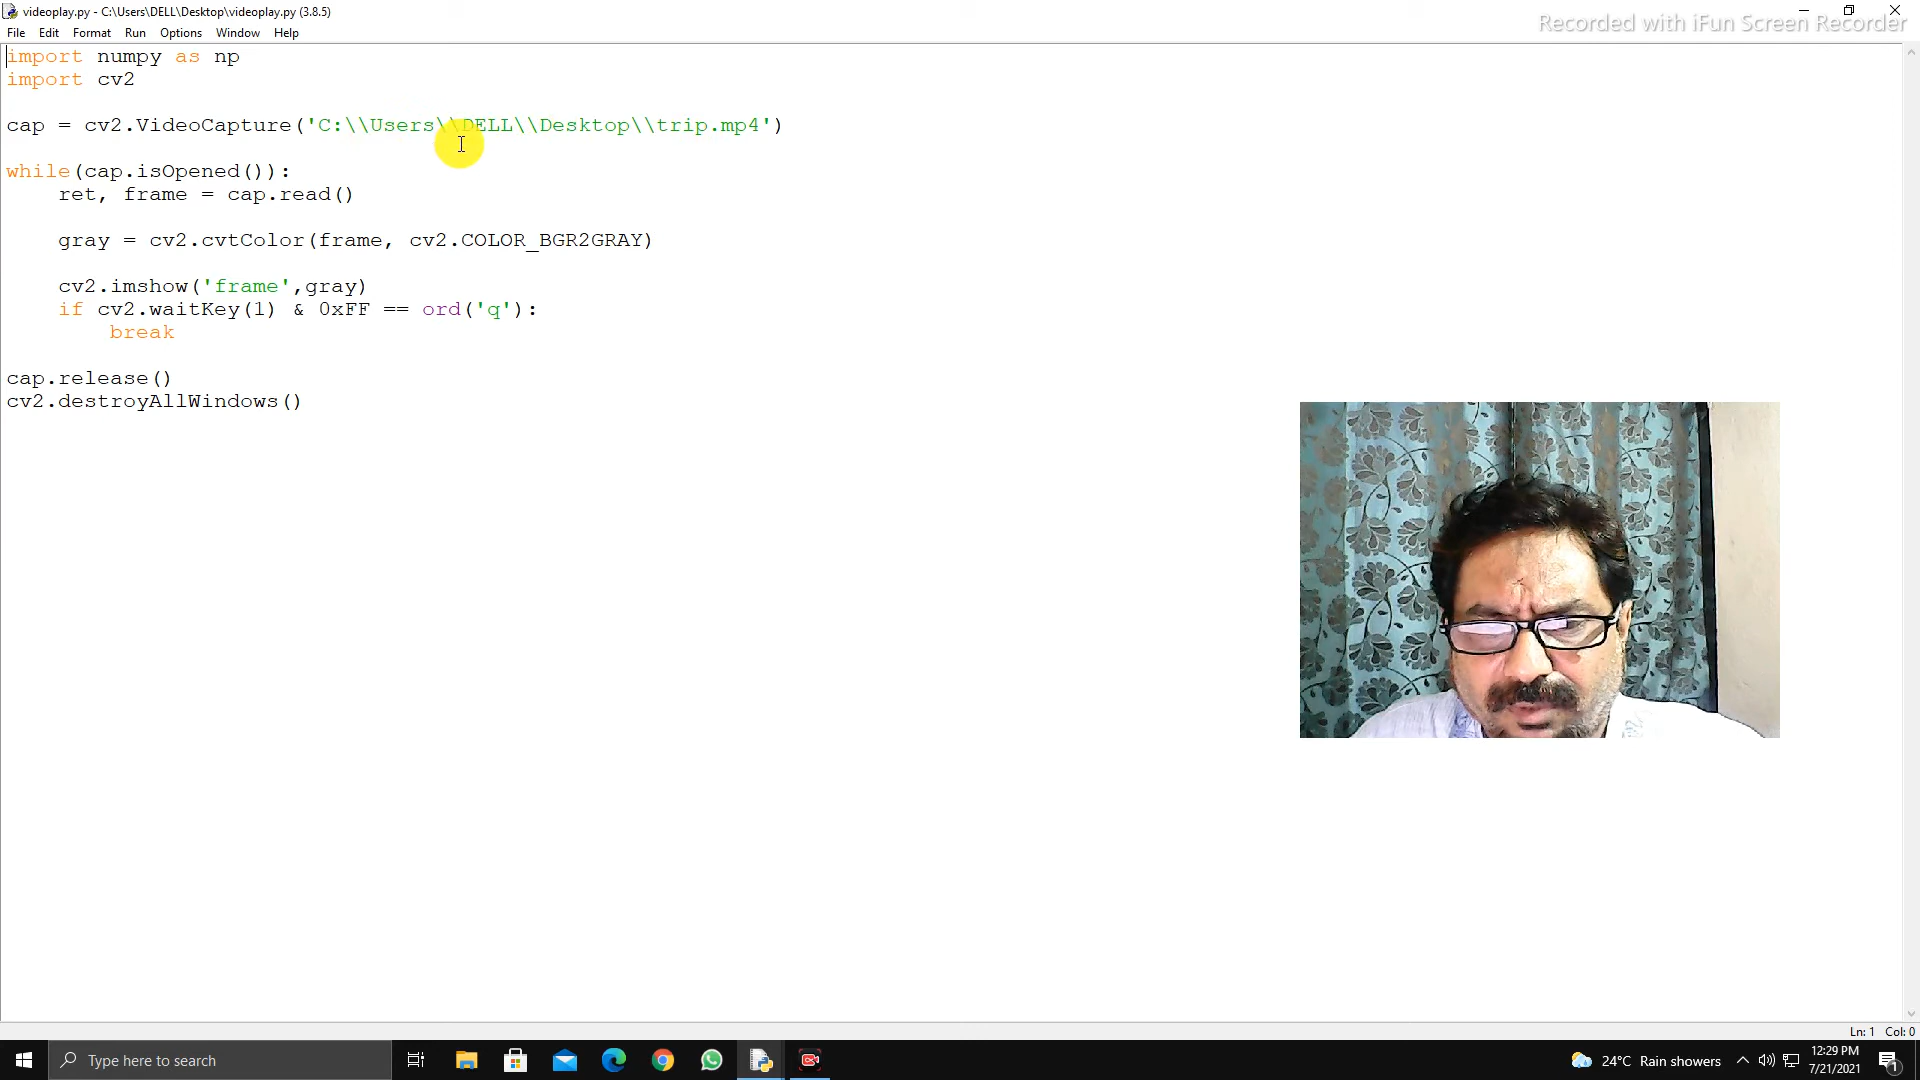 videoplay.py - C:\Users\DELL\Desktop\videoplay.py (3.8.5)
File Edit Format Run Options Window Help
Recorded with iFun Screen Recorder
import numpy as np
import cv2
cap = cv2.VideoCapture('C:\\Users\\DELL\\Desktop\\trip.mp4')
while(cap.isOpened()):
    ret, frame = cap.read()
    gray = cv2.cvtColor(frame, cv2.COLOR_BGR2GRAY)
    cv2.imshow('frame',gray)
    if cv2.waitKey(1) & 0xFF == ord('q'):
        break
cap.release()
cv2.destroyAllWindows()
Ln: 1 Col: 0
Type here to search
24°C Rain showers
12:29 PM
7/21/2021
1